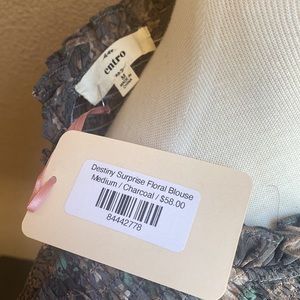 entro
M
Destiny Surprise Floral Blouse
Medium / Charcoal / $58.00
84442778